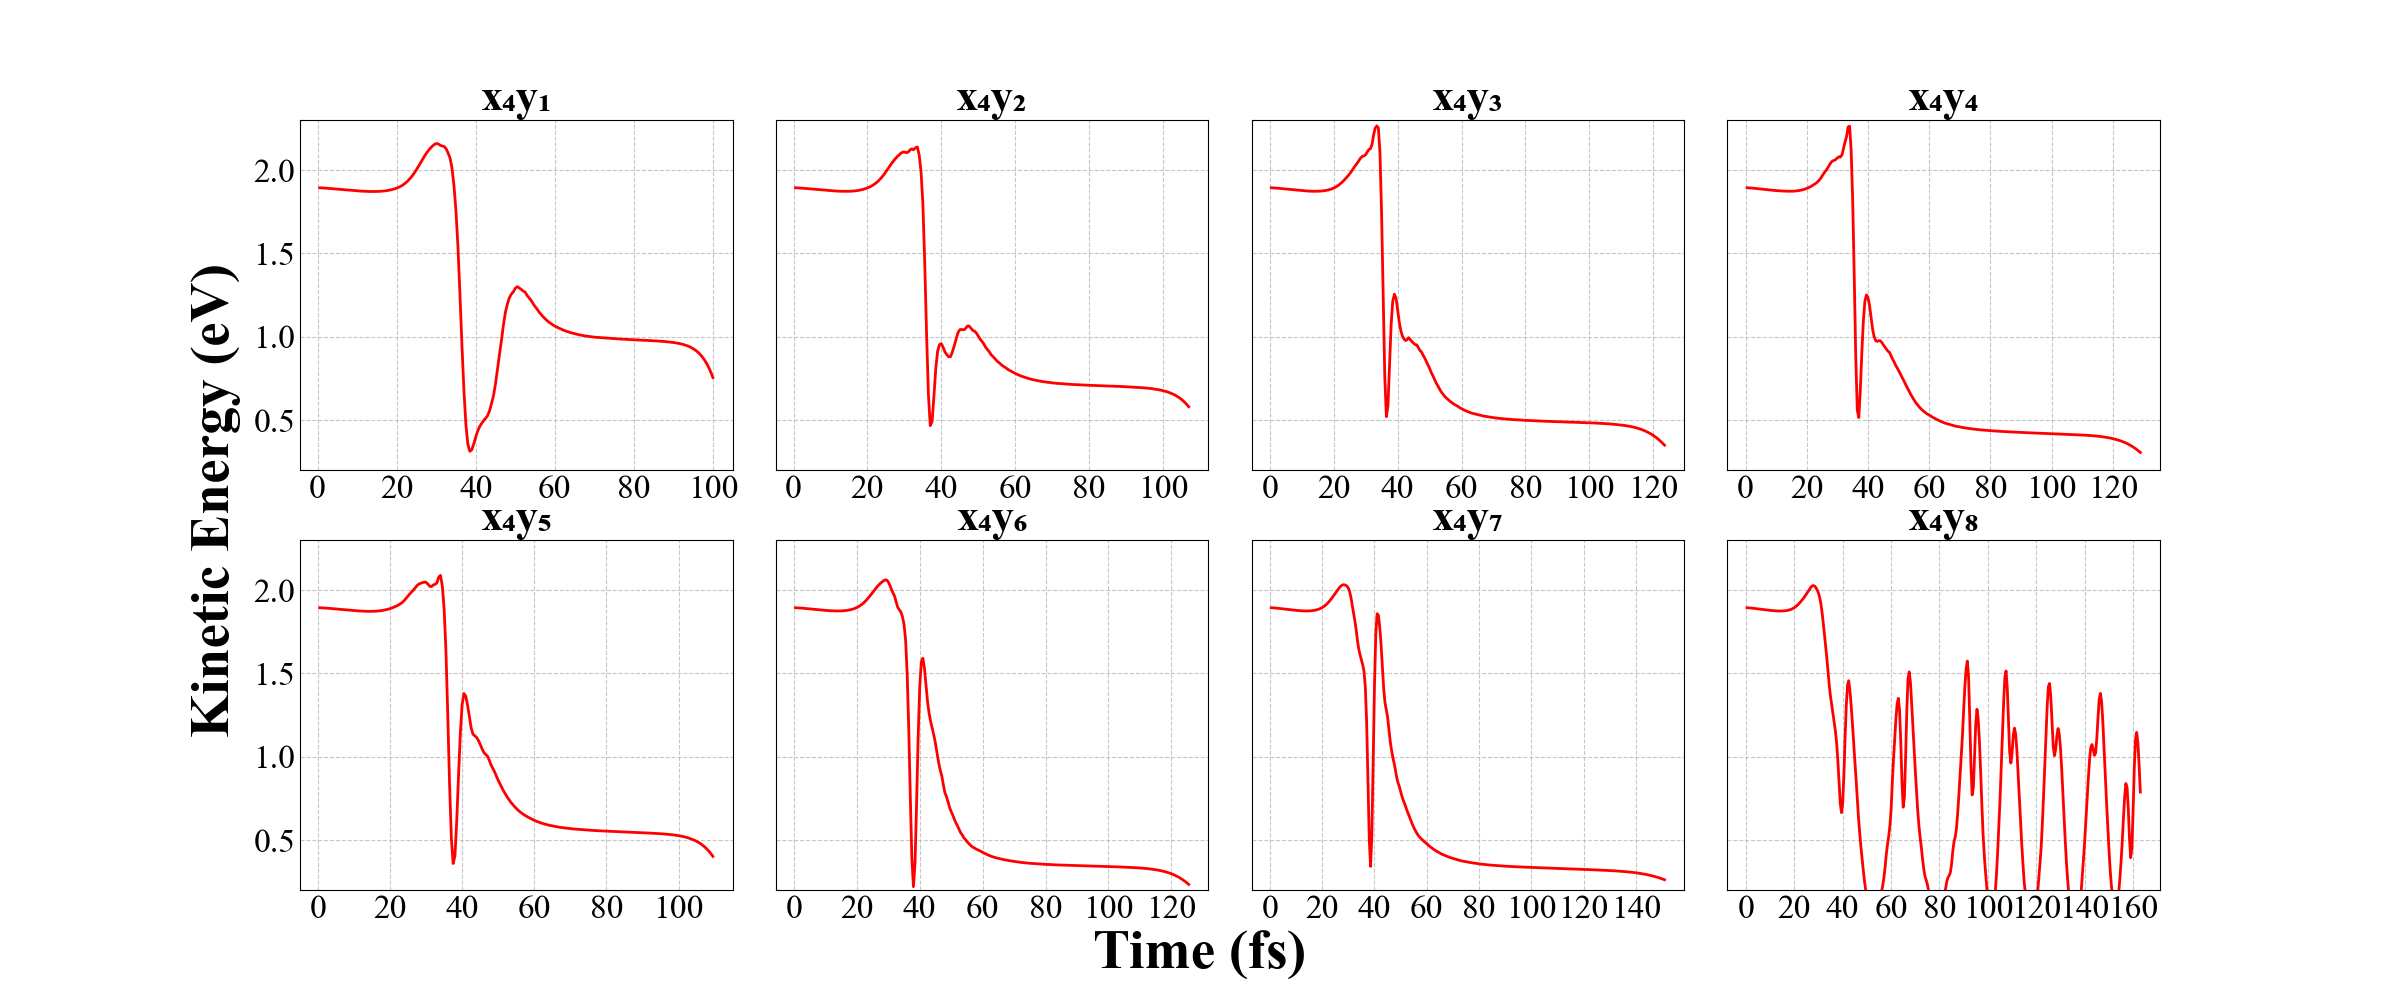 x₄y₁ x₄y₂ x₄y₃ x₄y₄
2.0
1.5
1.0
0.5
0 20 40 60 80 100 0 20 40 60 80 100 0 20 40 60 80 100 120 0 20 40 60 80 100 120
x₄y₅ x₄y₆ x₄y₇ x₄y₈
2.0
1.5
1.0
0.5
0 20 40 60 80 100 0 20 40 60 80 100 120 0 20 40 60 80 100 120 140 0 20 40 60 80 100 120 140 160
Kinetic Energy (eV)
Time (fs)